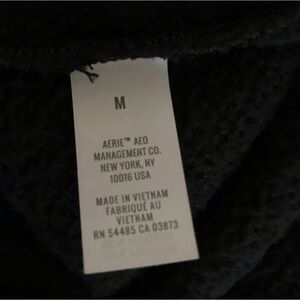 M
AERIE™ AEO
MANAGEMENT CO.
NEW YORK, NY
10016 USA
MADE IN VIETNAM
FABRIQUÉ AU
VIETNAM
RN 54485 CA 03873